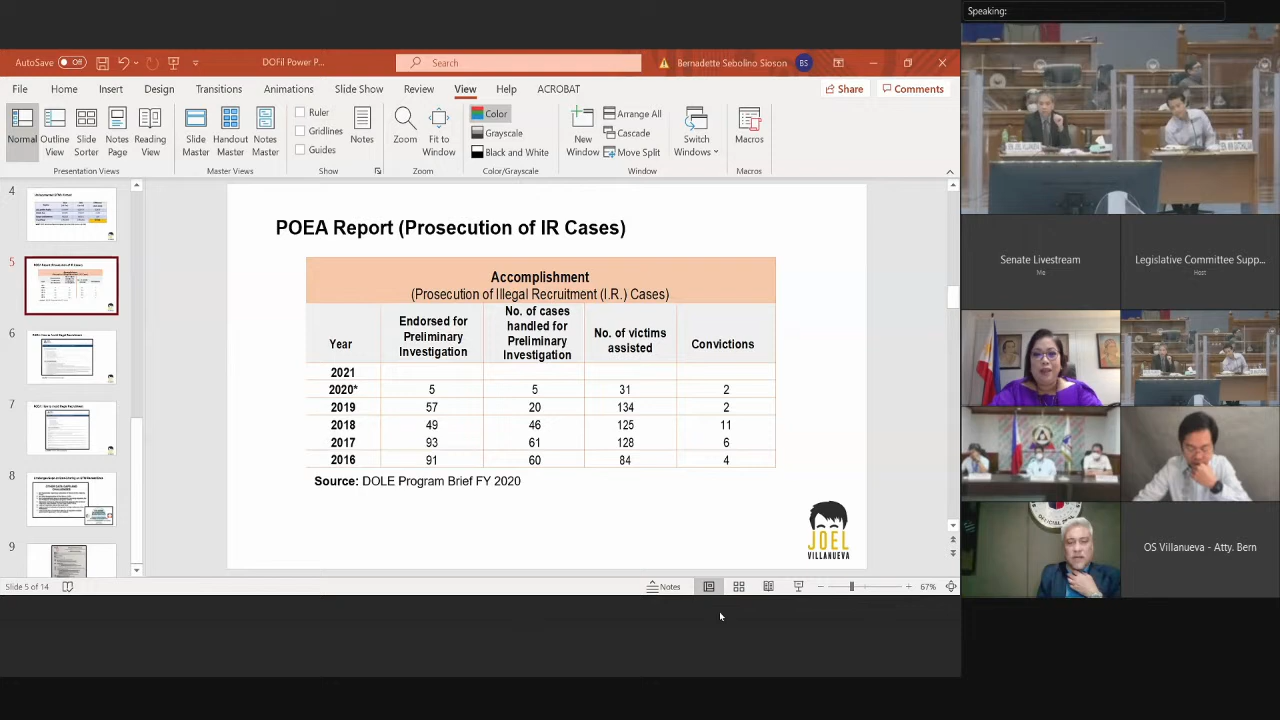 Speaking:
AutoSave Off
DOFil Power P...
Search
Bernadette Sebolino Sioson BS
File Home Insert Design Transitions Animations Slide Show Review View Help ACROBAT
Share Comments
Normal
Outline View
Slide Sorter
Notes Page
Reading View
Presentation Views
Slide Master
Handout Master
Notes Master
Master Views
Ruler
Gridlines
Guides
Notes
Show
Zoom
Fit to Window
Zoom
Color
Grayscale
Black and White
Color/Grayscale
New Window
Arrange All
Cascade
Move Split
Switch Windows
Window
Macros
Macros
4
5
6
7
8
9
POEA Report (Prosecution of IR Cases)
Accomplishment
(Prosecution of Illegal Recruitment (I.R.) Cases)
Year Endorsed for Preliminary Investigation No. of cases handled for Preliminary Investigation No. of victims assisted Convictions
2021
2020* 5 5 31 2
2019 57 20 134 2
2018 49 46 125 11
2017 93 61 128 6
2016 91 60 84 4
Source: DOLE Program Brief FY 2020
JOEL
VILLANUEVA
Slide 5 of 14
Notes
67%
Senate Livestream
Me
Legislative Committee Supp...
Host
OS Villanueva - Atty. Bern